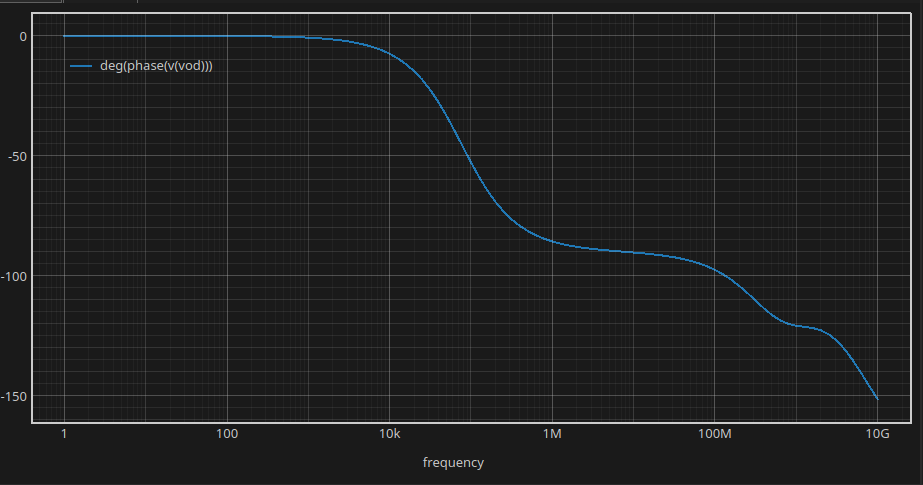 0
deg(phase(v(vod)))
-50
-100
-150
1
100
10k
1M
100M
10G
frequency